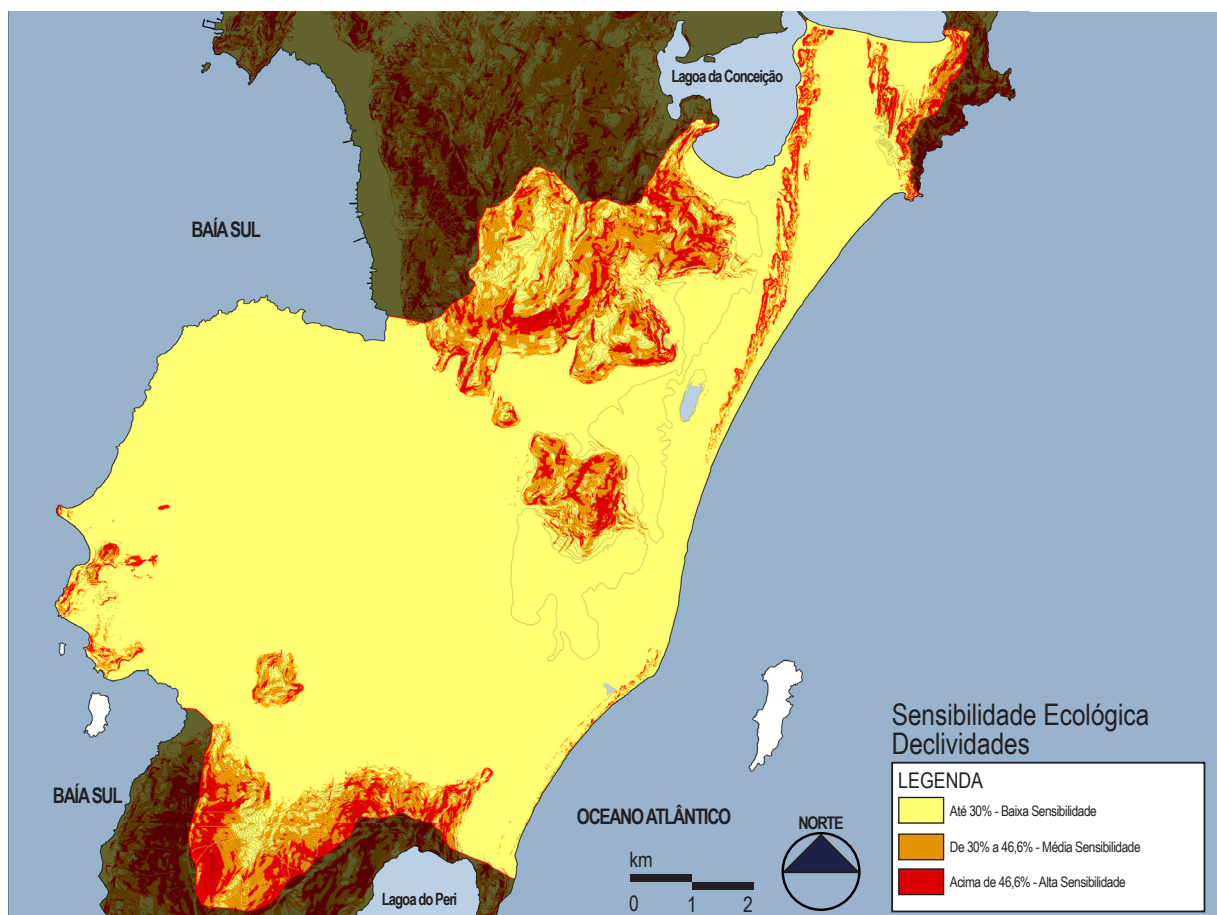 Lagoa da Conceição
BAÍA SUL
BAÍA SUL
Lagoa do Peri
OCEANO ATLÂNTICO
km
0 1 2
NORTE
Sensibilidade Ecológica
Declividades
LEGENDA
Até 30% - Baixa Sensibilidade
De 30% a 46,6% - Média Sensibilidade
Acima de 46,6% - Alta Sensibilidade